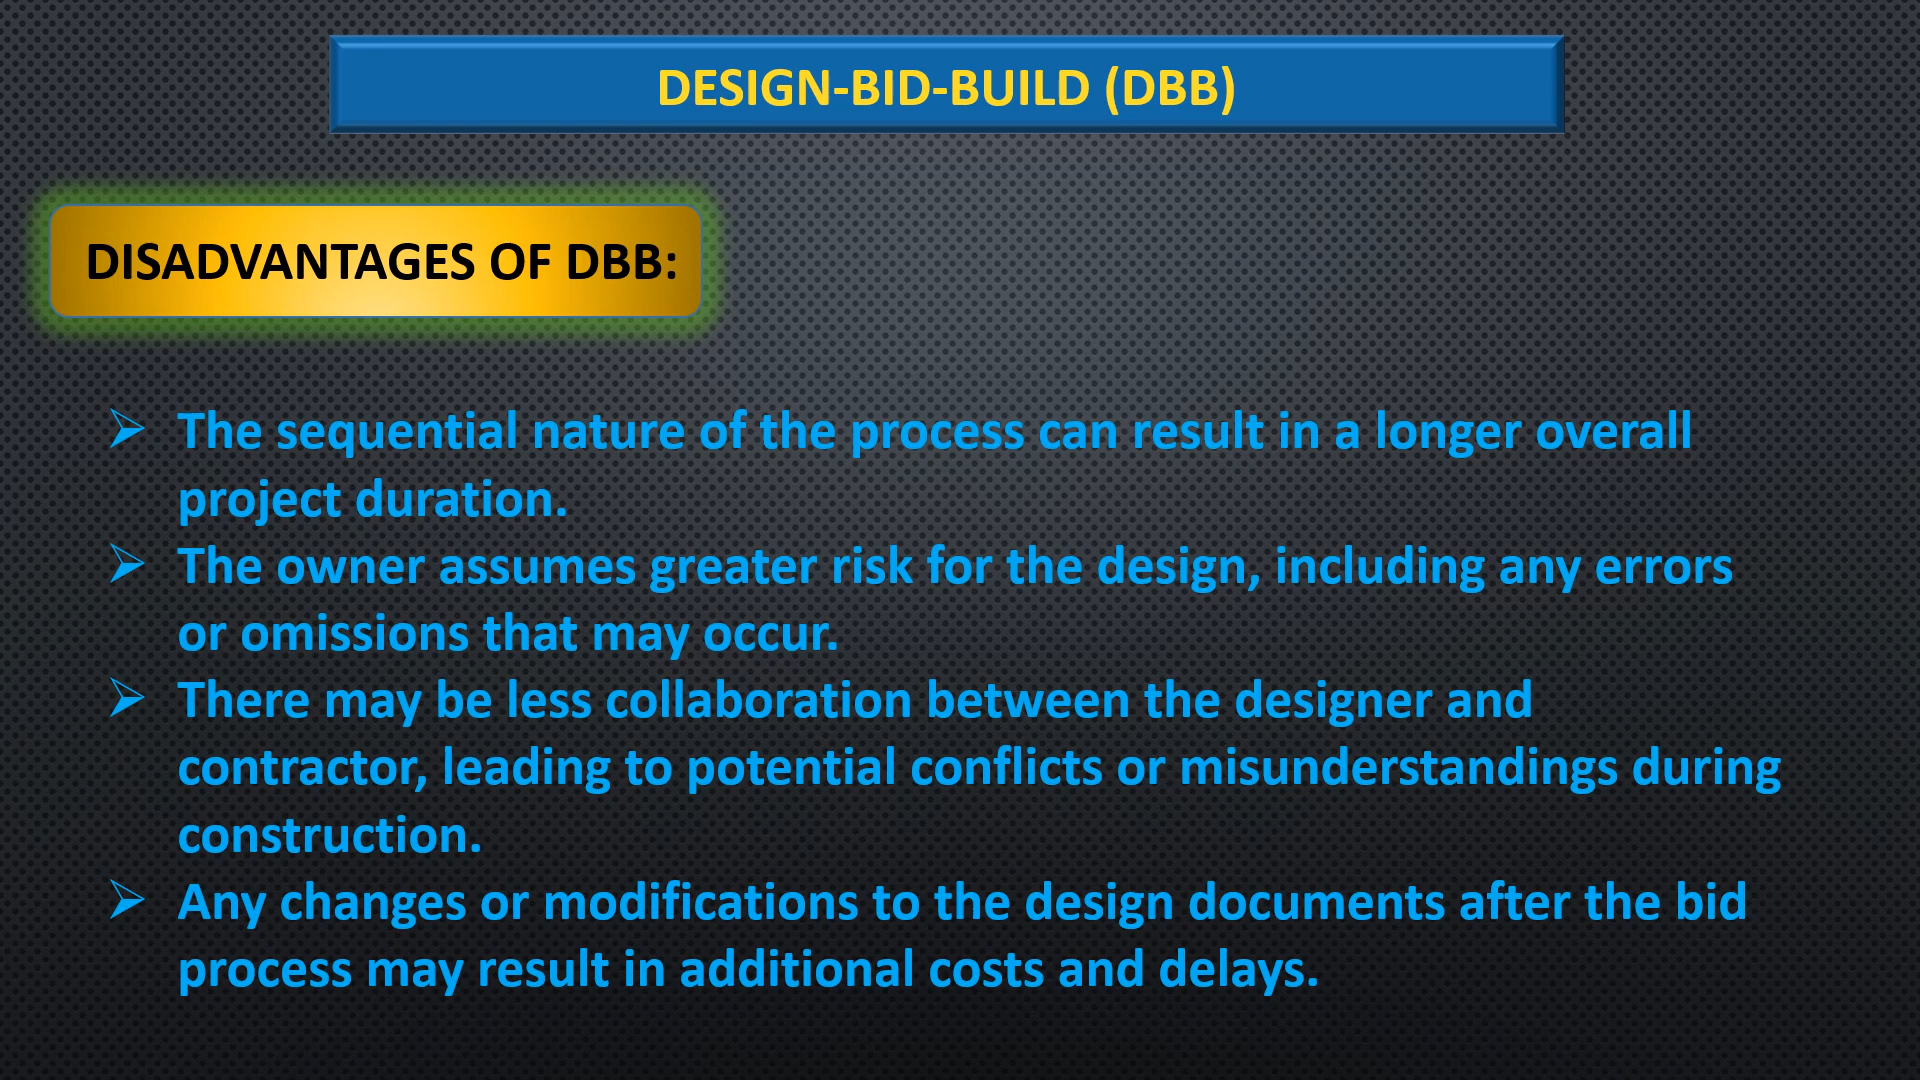 DESIGN-BID-BUILD (DBB)
DISADVANTAGES OF DBB:
➢ The sequential nature of the process can result in a longer overall
project duration.
➢ The owner assumes greater risk for the design, including any errors
or omissions that may occur.
➢ There may be less collaboration between the designer and
contractor, leading to potential conflicts or misunderstandings during
construction.
➢ Any changes or modifications to the design documents after the bid
process may result in additional costs and delays.